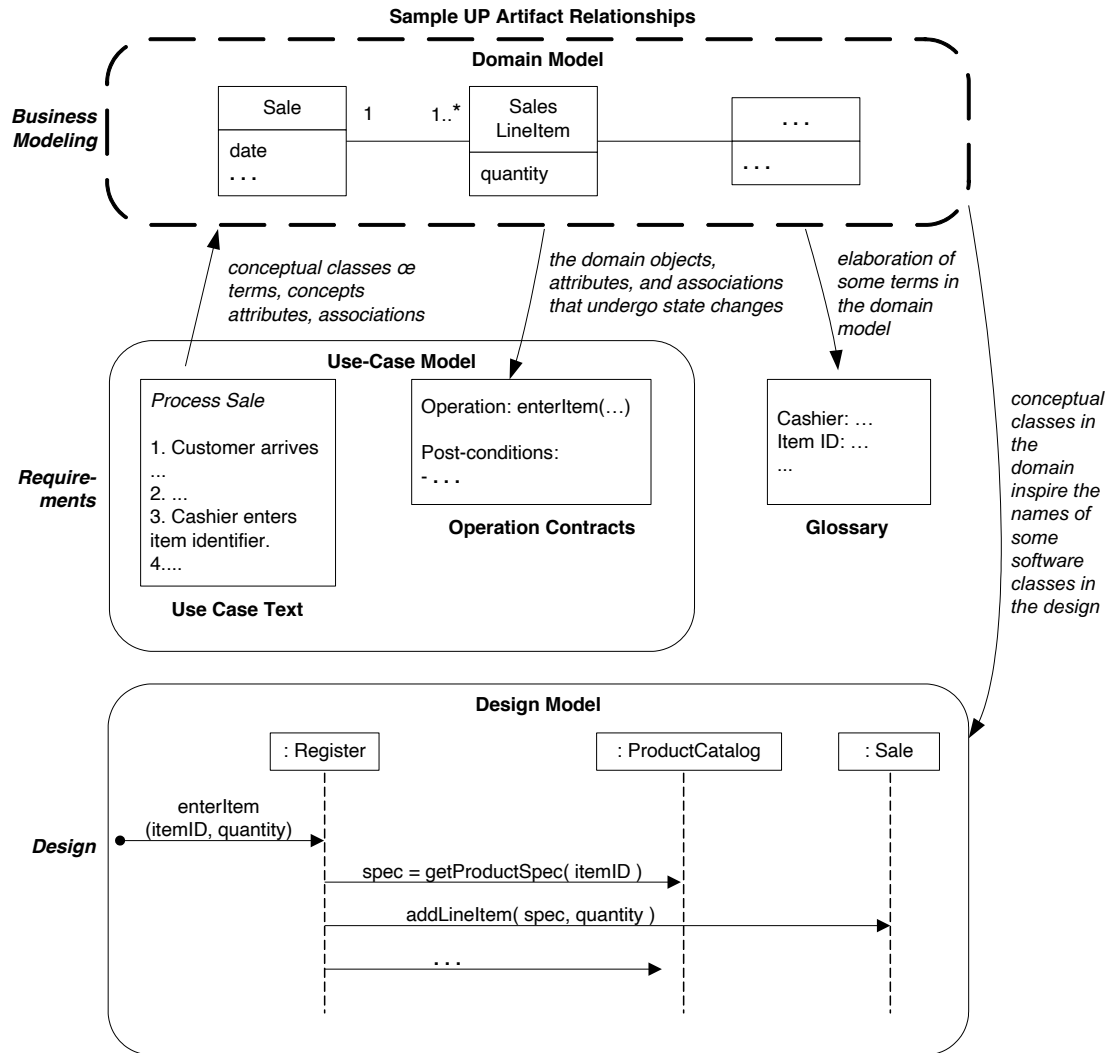 Sample UP Artifact Relationships
Domain Model
Business
Modeling
Sale
date
. . .
1
1..*
Sales
LineItem
quantity
. . .
. . .
conceptual classes œ
terms, concepts
attributes, associations
the domain objects,
attributes, and associations
that undergo state changes
elaboration of
some terms in
the domain
model
conceptual
classes in
the
domain
inspire the
names of
some
software
classes in
the design
Require-
ments
Use-Case Model
Process Sale
1. Customer arrives
...
2. ...
3. Cashier enters
item identifier.
4....
Use Case Text
Operation: enterItem(…)
Post-conditions:
- . . .
Operation Contracts
Cashier: …
Item ID: …
...
Glossary
Design Model
Design
: Register
: ProductCatalog
: Sale
enterItem
(itemID, quantity)
spec = getProductSpec( itemID )
addLineItem( spec, quantity )
. . .